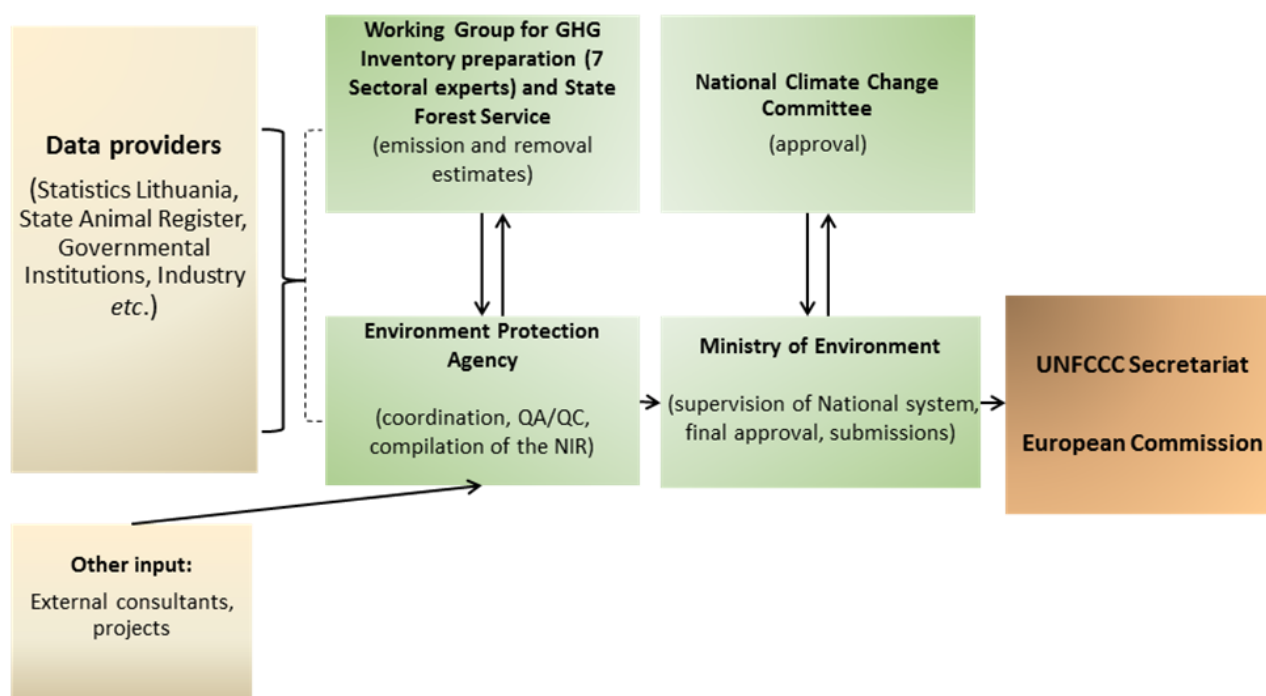 Data providers
(Statistics Lithuania,
State Animal Register,
Governmental
Institutions, Industry
etc.)
Working Group for GHG
Inventory preparation (7
Sectoral experts) and State
Forest Service
(emission and removal
estimates)
National Climate Change
Committee
(approval)
Environment Protection
Agency
(coordination, QA/QC,
compilation of the NIR)
Ministry of Environment
(supervision of National system,
final approval, submissions)
UNFCCC Secretariat
European Commission
Other input:
External consultants,
projects